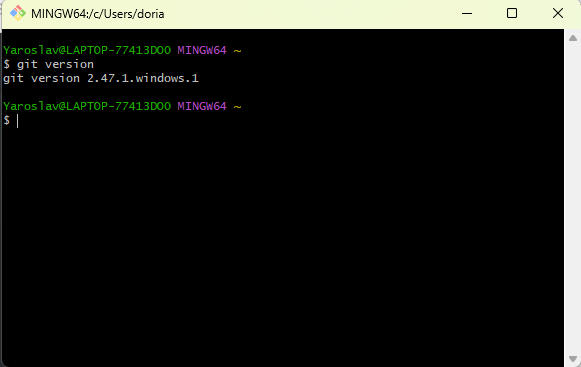 MINGW64:/c/Users/doria
Yaroslav@LAPTOP-77413DOO MINGW64 ~
$ git version
git version 2.47.1.windows.1
Yaroslav@LAPTOP-77413DOO MINGW64 ~
$